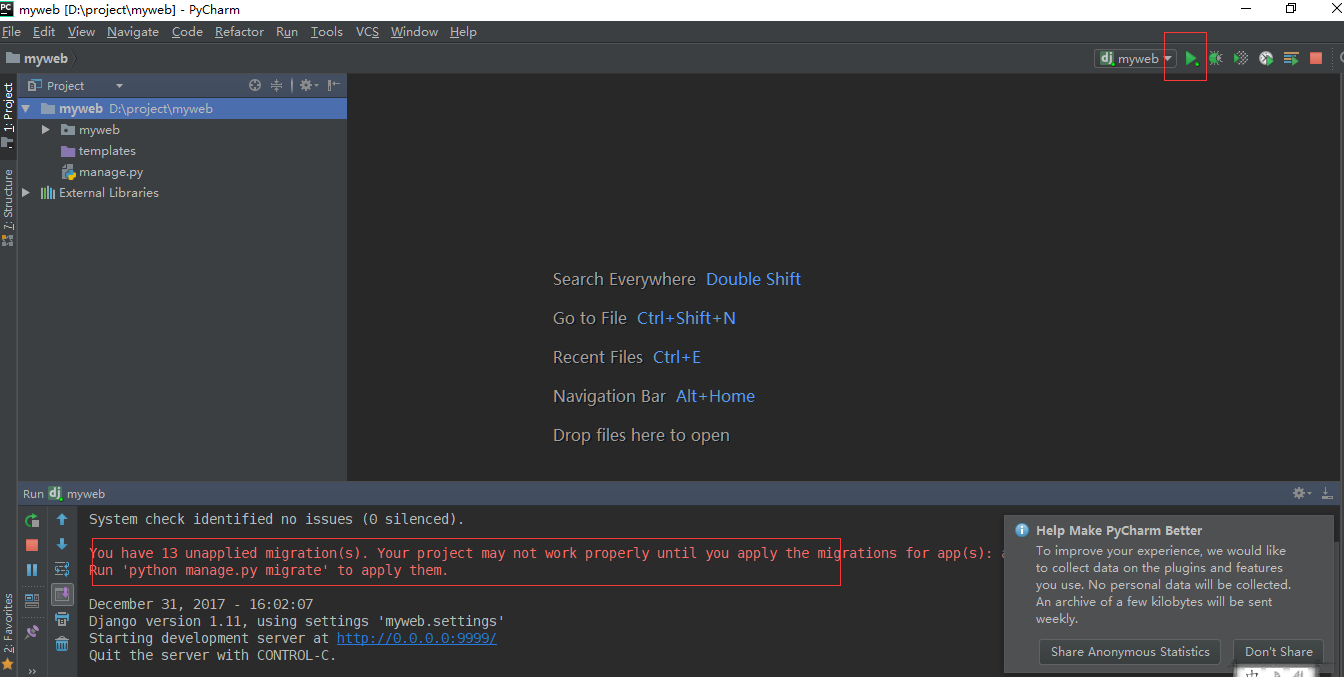 myweb [D:\project\myweb] - PyCharm
File Edit View Navigate Code Refactor Run Tools VCS Window Help
myweb
myweb
Project
1: Project
myweb D:\project\myweb
myweb
templates
manage.py
External Libraries
7: Structure
Search Everywhere Double Shift
Go to File Ctrl+Shift+N
Recent Files Ctrl+E
Navigation Bar Alt+Home
Drop files here to open
Run myweb
System check identified no issues (0 silenced).
You have 13 unapplied migration(s). Your project may not work properly until you apply the migrations for app(s): a
Run 'python manage.py migrate' to apply them.
December 31, 2017 - 16:02:07
Django version 1.11, using settings 'myweb.settings'
Starting development server at http://0.0.0.0:9999/
Quit the server with CONTROL-C.
2: Favorites
Help Make PyCharm Better
To improve your experience, we would like
to collect data on the plugins and features
you use. No personal data will be collected.
An archive of a few kilobytes will be sent
weekly.
Share Anonymous Statistics Don't Share